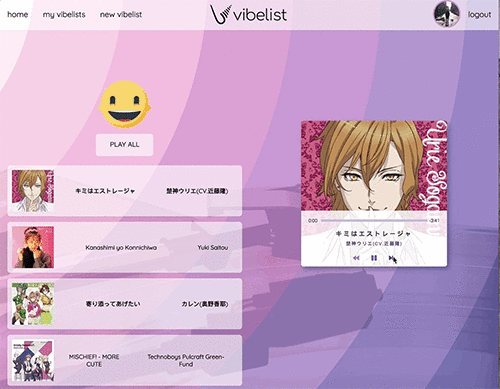 home
my vibelists
new vibelist
vibelist
logout
PLAY ALL
キミはエストレージャ
楚神ウリエ(CV.近藤隆)
Kanashimi yo Konnichiwa
Yuki Saitou
寄り添ってあげたい
カレン(真野香耶)
MISCHIEF! - MORE CUTE
Technoboys Pulcraft Green-Fund
Urie Sogami
0:00
-3:41
キミはエストレージャ
楚神ウリエ(CV.近藤隆)